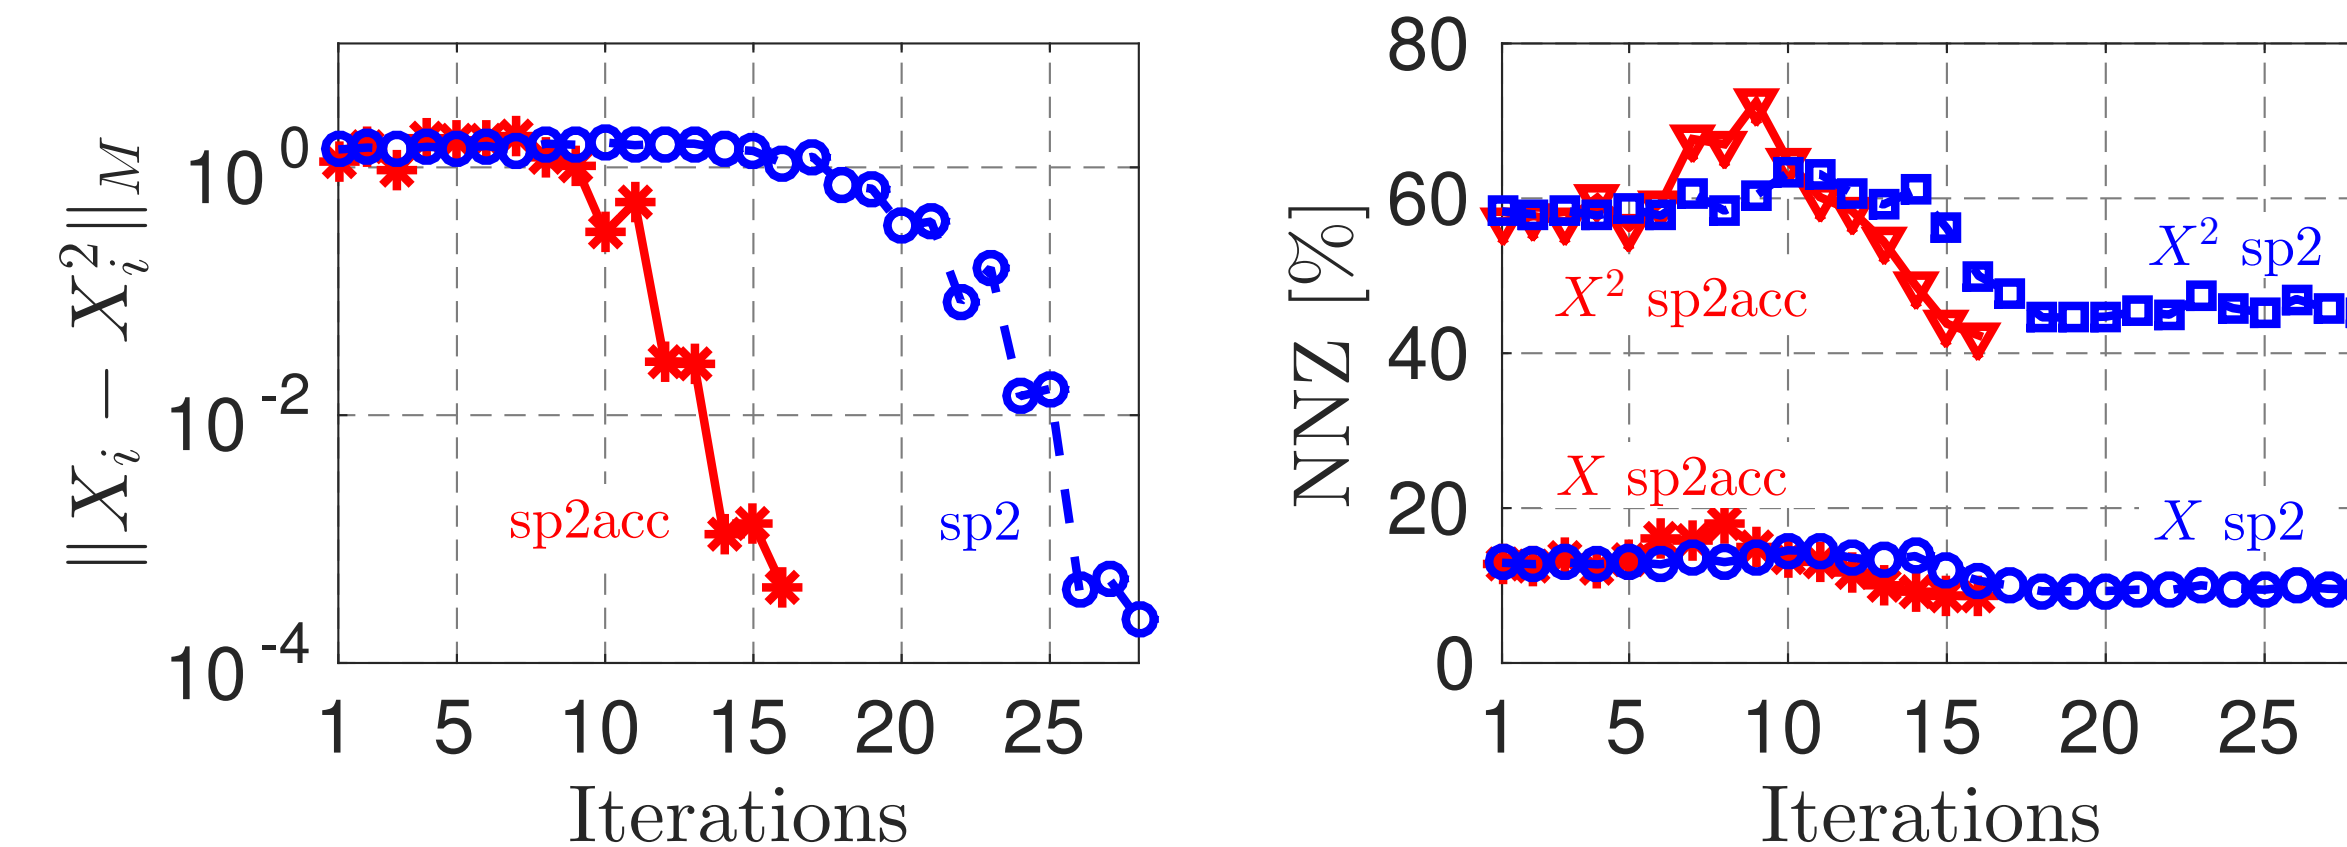 ‖X_i − X_i^2‖_M
10^0
10^-2
10^-4
sp2acc
sp2
1 5 10 15 20 25
Iterations
NNZ [%]
80
60
40
20
0
X^2 sp2
X^2 sp2acc
X sp2acc
X sp2
1 5 10 15 20 25
Iterations